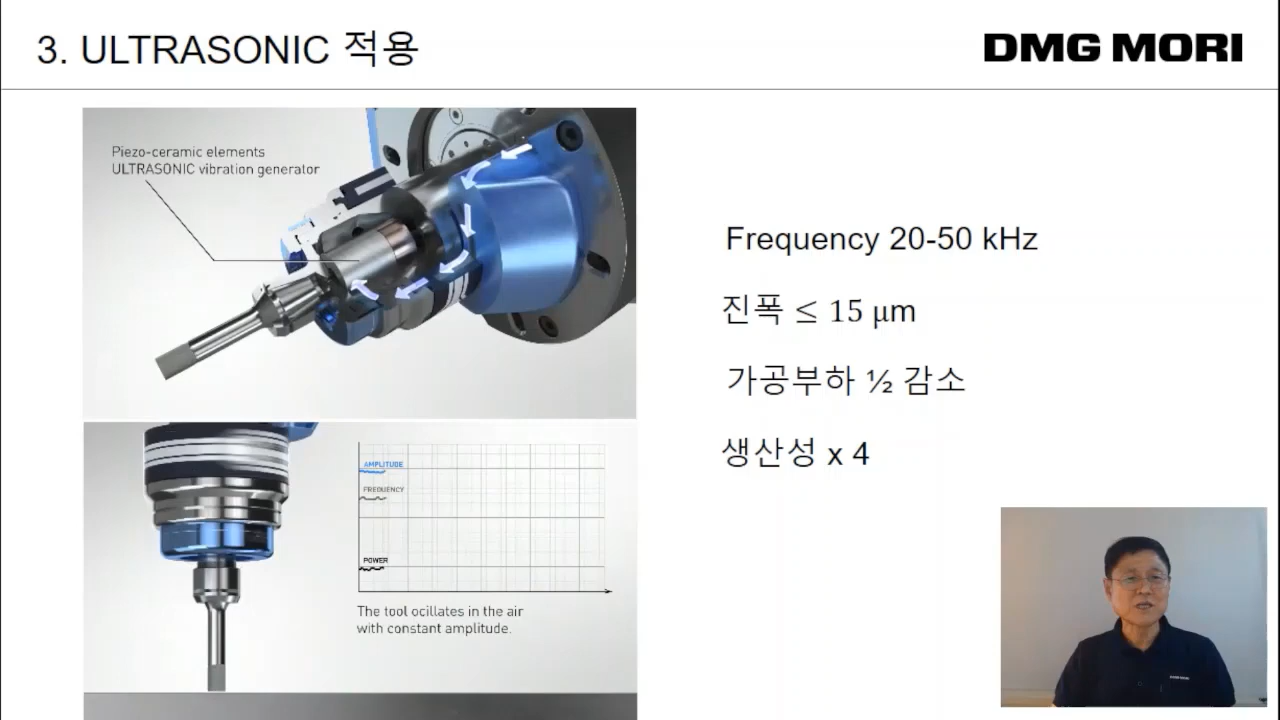 3. ULTRASONIC 적용
DMG MORI
Piezo-ceramic elements
ULTRASONIC vibration generator
Frequency 20-50 kHz
진폭 ≤ 15 μm
가공부하 ½ 감소
생산성 x 4
AMPLITUDE
FREQUENCY
POWER
The tool ocillates in the air
with constant amplitude.
DMG MORI